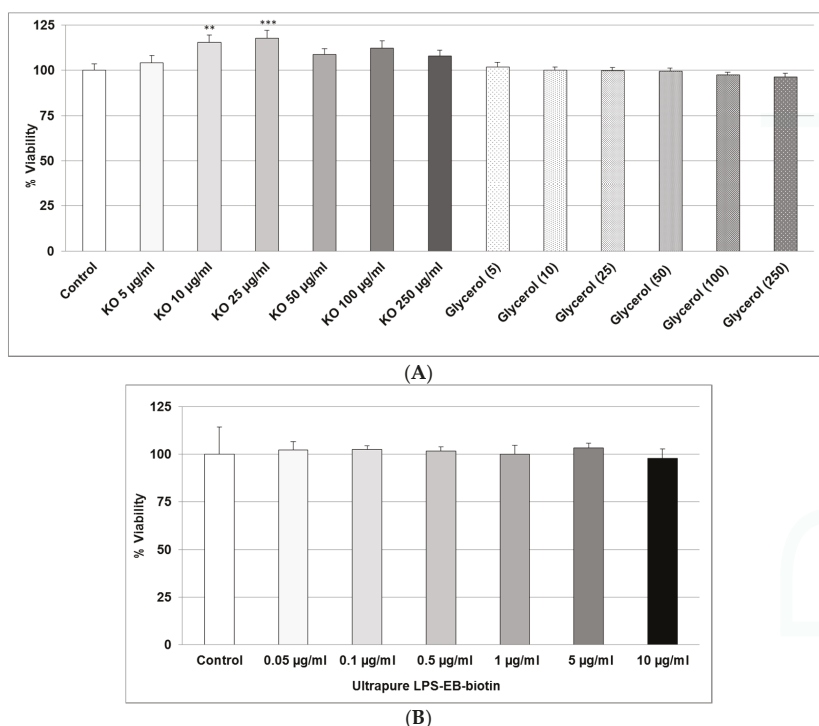 125
100
75
50
25
0
% Viability
**
***
Control
KO 5 µg/ml
KO 10 µg/ml
KO 25 µg/ml
KO 50 µg/ml
KO 100 µg/ml
KO 250 µg/ml
Glycerol (5)
Glycerol (10)
Glycerol (25)
Glycerol (50)
Glycerol (100)
Glycerol (250)
(A)
125
100
75
50
25
0
% Viability
Control 0.05 µg/ml 0.1 µg/ml 0.5 µg/ml 1 µg/ml 5 µg/ml 10 µg/ml
Ultrapure LPS-EB-biotin
(B)